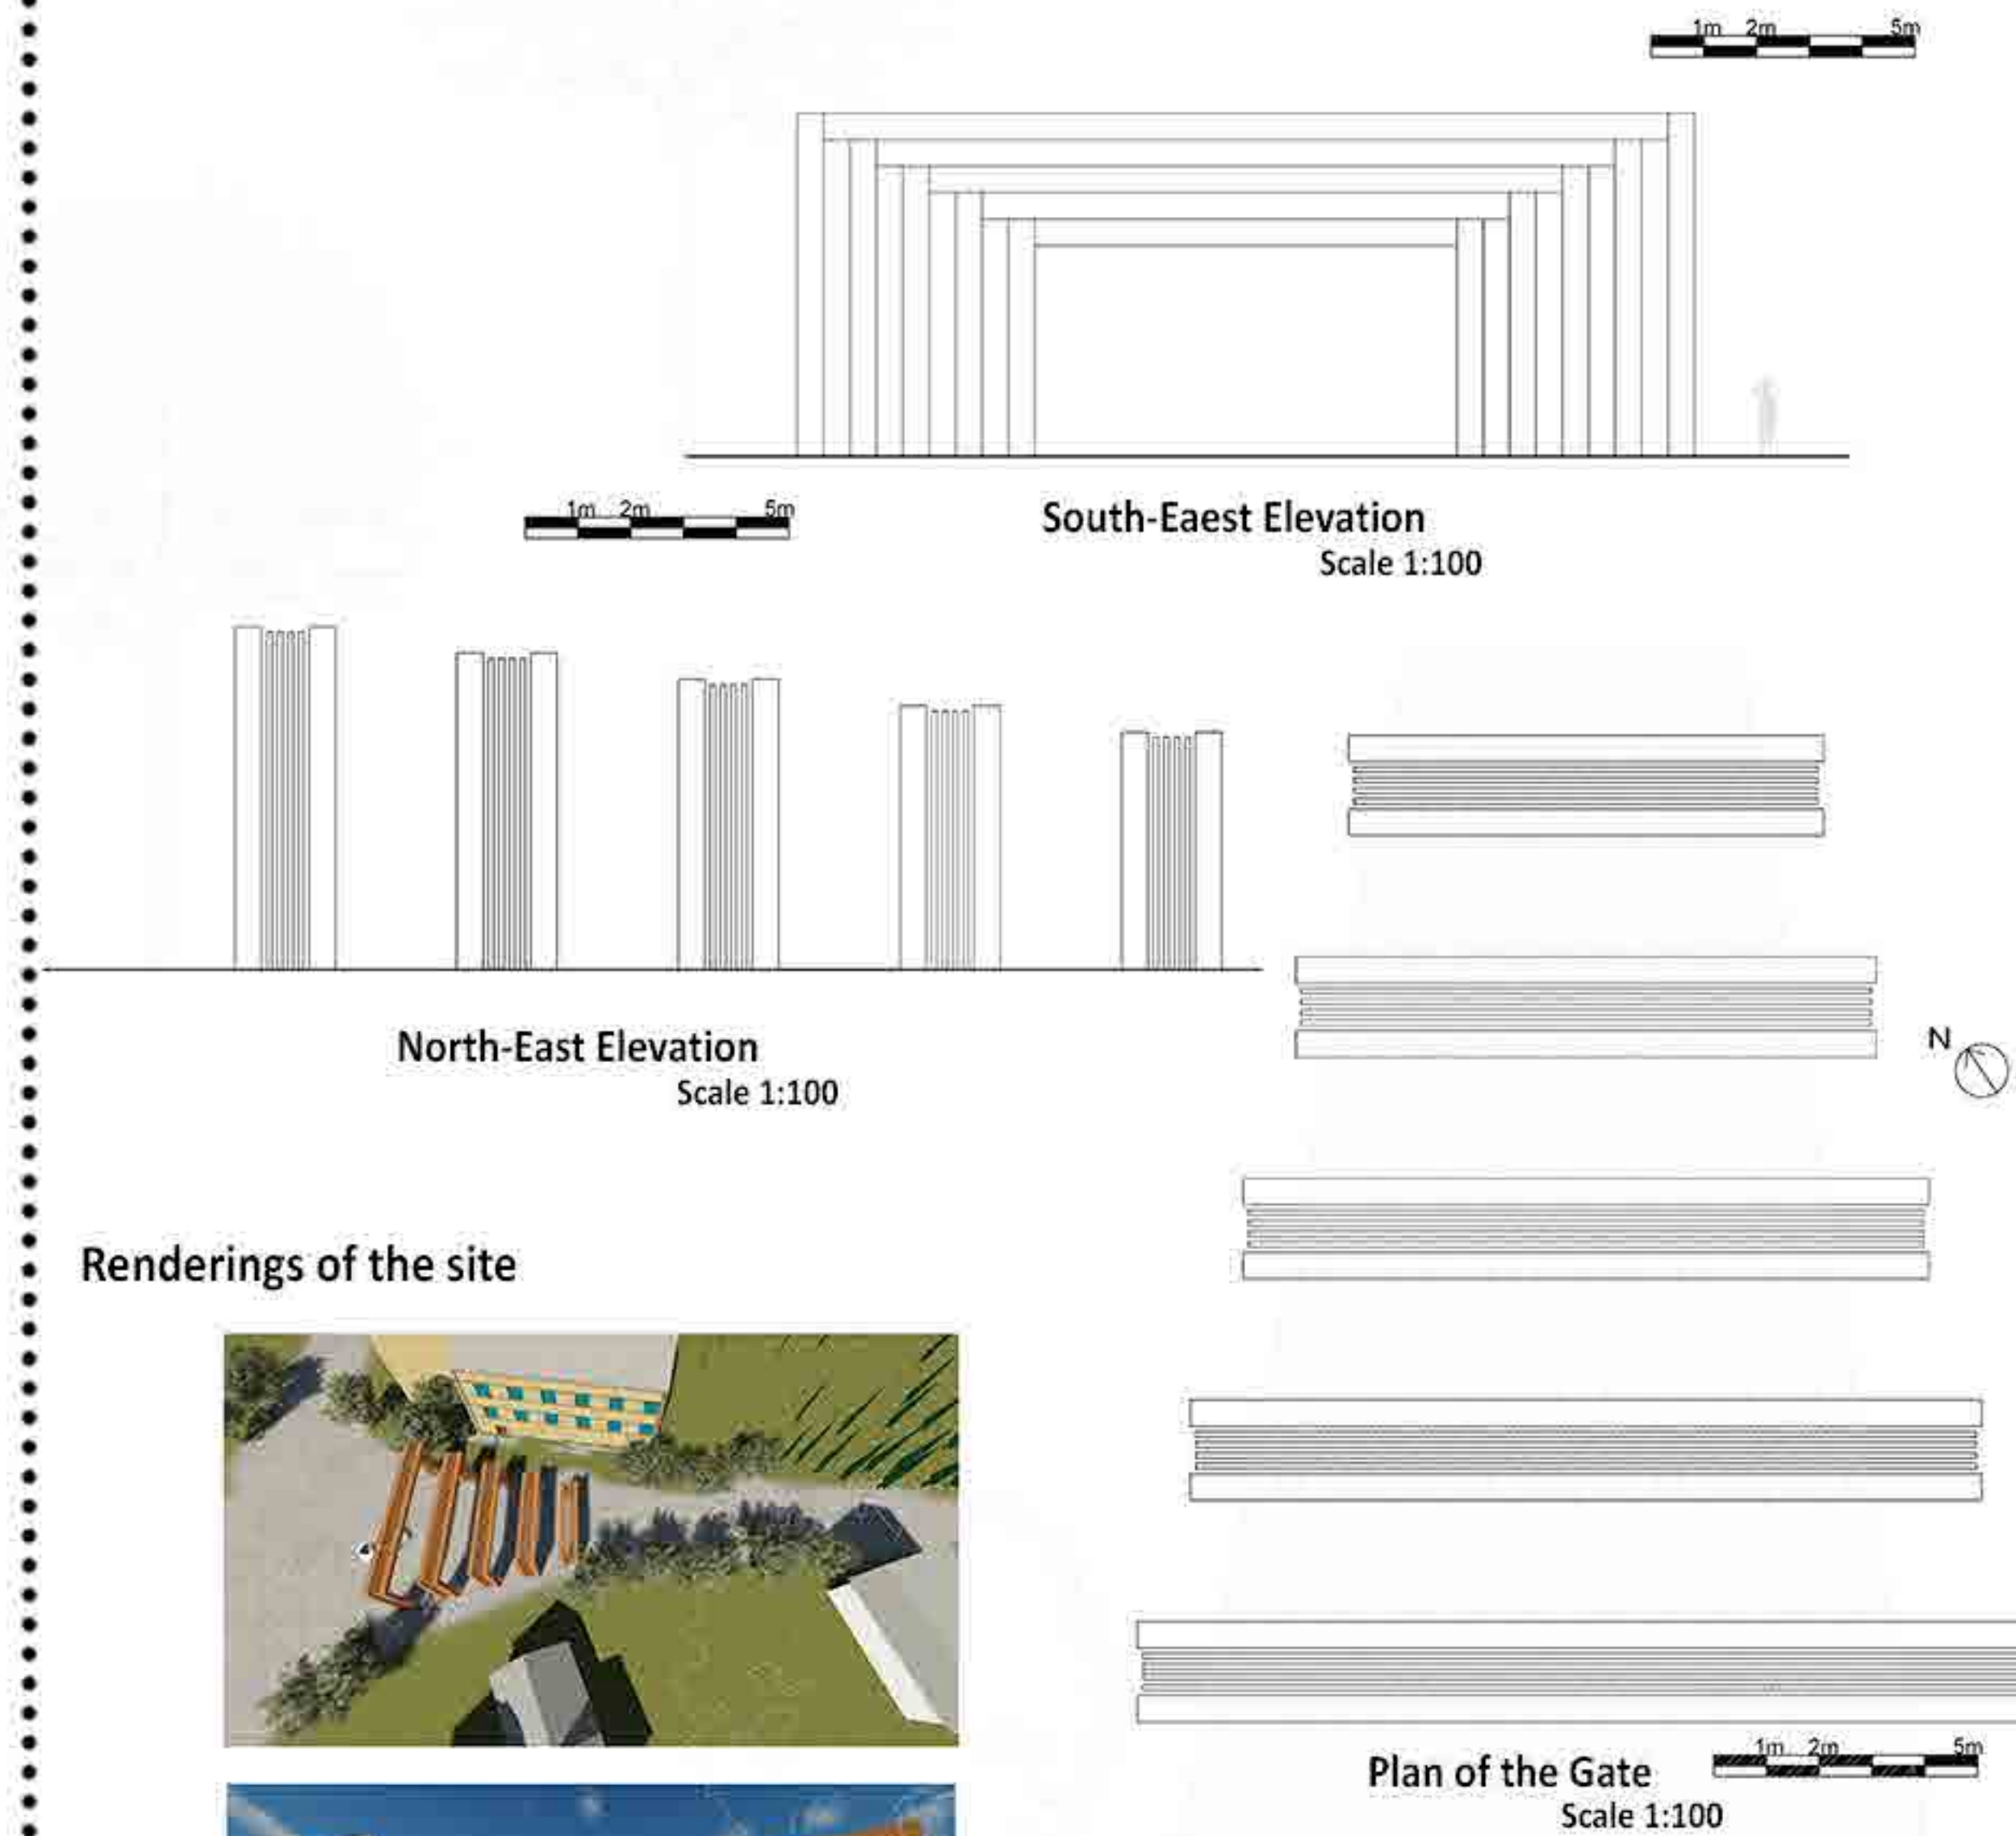 1m 2m 5m
South-Eaest Elevation
Scale 1:100
1m 2m 5m
North-East Elevation
Scale 1:100
N
Renderings of the site
Plan of the Gate
1m 2m 5m
Scale 1:100